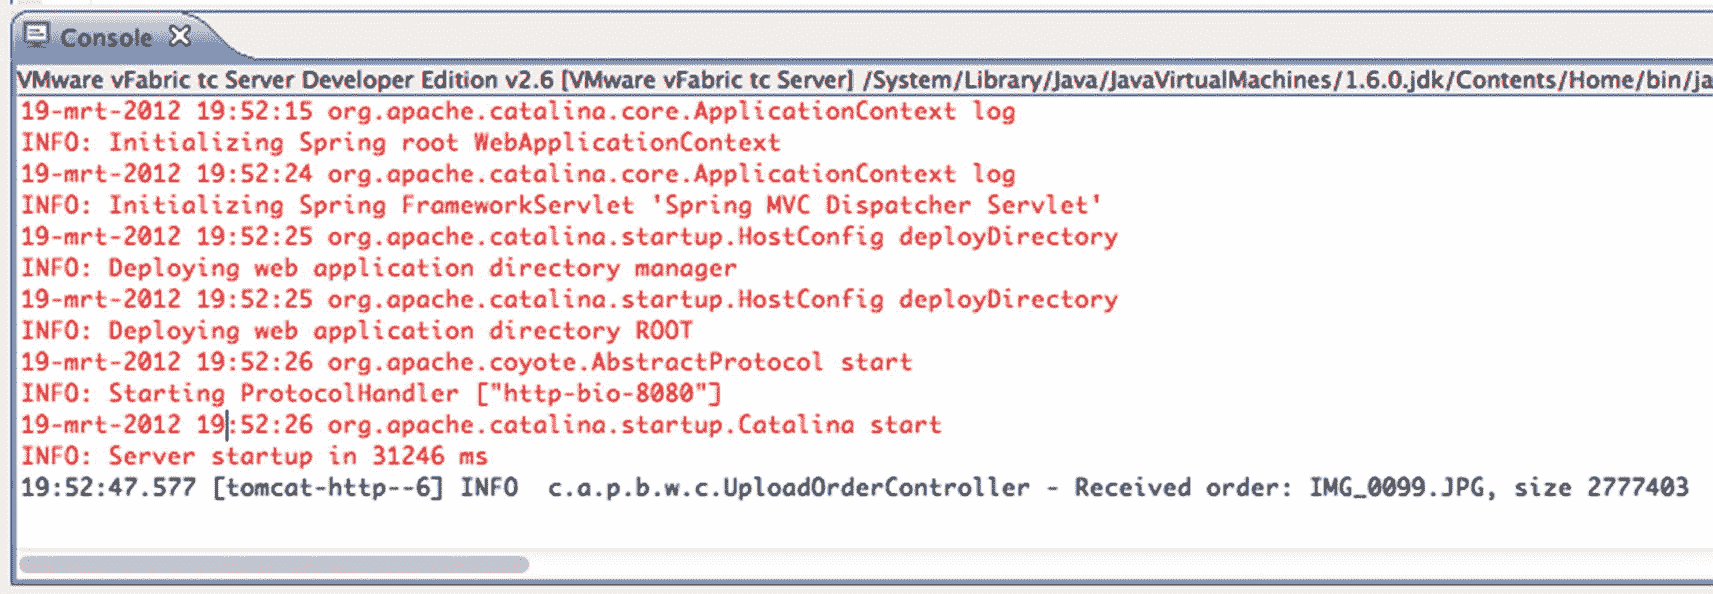 Console
VMware vFabric tc Server Developer Edition v2.6 [VMware vFabric tc Server] /System/Library/Java/JavaVirtualMachines/1.6.0.jdk/Contents/Home/bin/ja
19-mrt-2012 19:52:15 org.apache.catalina.core.ApplicationContext log
INFO: Initializing Spring root WebApplicationContext
19-mrt-2012 19:52:24 org.apache.catalina.core.ApplicationContext log
INFO: Initializing Spring FrameworkServlet 'Spring MVC Dispatcher Servlet'
19-mrt-2012 19:52:25 org.apache.catalina.startup.HostConfig deployDirectory
INFO: Deploying web application directory manager
19-mrt-2012 19:52:25 org.apache.catalina.startup.HostConfig deployDirectory
INFO: Deploying web application directory ROOT
19-mrt-2012 19:52:26 org.apache.coyote.AbstractProtocol start
INFO: Starting ProtocolHandler ["http-bio-8080"]
19-mrt-2012 19:52:26 org.apache.catalina.startup.Catalina start
INFO: Server startup in 31246 ms
19:52:47.577 [tomcat-http--6] INFO  c.a.p.b.w.c.UploadOrderController - Received order: IMG_0099.JPG, size 2777403